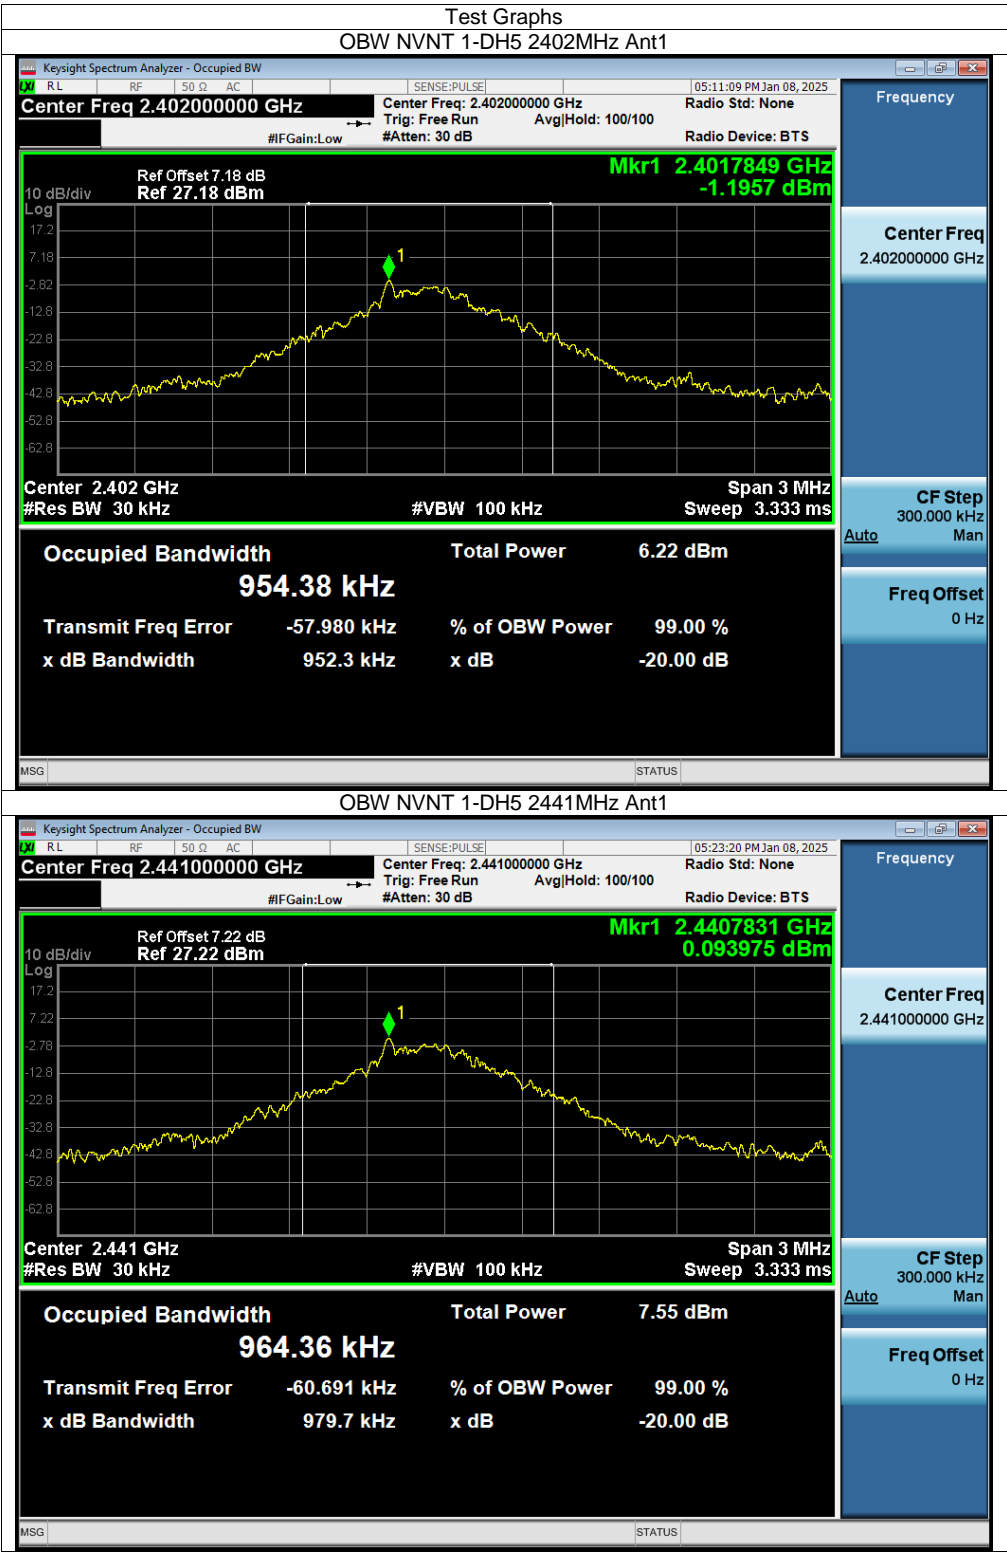 Test Graphs
OBW NVNT 1-DH5 2402MHz Ant1
Keysight Spectrum Analyzer - Occupied BW
LXI RL RF 50 Ω AC SENSE:PULSE 05:11:09 PM Jan 08, 2025
Center Freq 2.402000000 GHz Center Freq: 2.402000000 GHz Radio Std: None Frequency
Trig: Free Run Avg|Hold: 100/100
#IFGain:Low #Atten: 30 dB Radio Device: BTS
Mkr1 2.4017849 GHz
Ref Offset 7.18 dB
10 dB/div Ref 27.18 dBm -1.1957 dBm
Log
17.2
7.18
-2.82
-12.8
-22.8
-32.8
-42.8
-52.8
-62.8
1
Center Freq
2.402000000 GHz
Center 2.402 GHz Span 3 MHz
#Res BW 30 kHz #VBW 100 kHz Sweep 3.333 ms
CF Step
300.000 kHz
Auto Man
Freq Offset
0 Hz
Occupied Bandwidth Total Power 6.22 dBm
954.38 kHz
Transmit Freq Error -57.980 kHz % of OBW Power 99.00 %
x dB Bandwidth 952.3 kHz x dB -20.00 dB
MSG STATUS
OBW NVNT 1-DH5 2441MHz Ant1
Keysight Spectrum Analyzer - Occupied BW
LXI RL RF 50 Ω AC SENSE:PULSE 05:23:20 PM Jan 08, 2025
Center Freq 2.441000000 GHz Center Freq: 2.441000000 GHz Radio Std: None Frequency
Trig: Free Run Avg|Hold: 100/100
#IFGain:Low #Atten: 30 dB Radio Device: BTS
Mkr1 2.4407831 GHz
Ref Offset 7.22 dB
10 dB/div Ref 27.22 dBm 0.093975 dBm
Log
17.2
7.22
-2.78
-12.8
-22.8
-32.8
-42.8
-52.8
-62.8
1
Center Freq
2.441000000 GHz
Center 2.441 GHz Span 3 MHz
#Res BW 30 kHz #VBW 100 kHz Sweep 3.333 ms
CF Step
300.000 kHz
Auto Man
Freq Offset
0 Hz
Occupied Bandwidth Total Power 7.55 dBm
964.36 kHz
Transmit Freq Error -60.691 kHz % of OBW Power 99.00 %
x dB Bandwidth 979.7 kHz x dB -20.00 dB
MSG STATUS